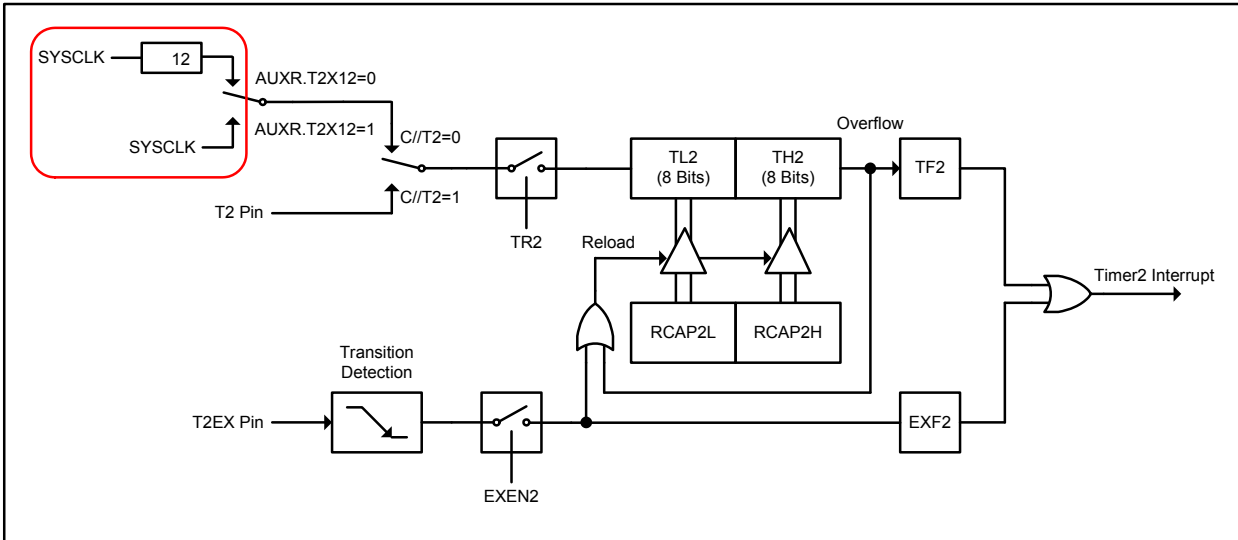 SYSCLK
12
AUXR.T2X12=0
AUXR.T2X12=1
SYSCLK
C//T2=0
C//T2=1
T2 Pin
TR2
TL2
(8 Bits)
TH2
(8 Bits)
Overflow
TF2
Reload
RCAP2L
RCAP2H
Timer2 Interrupt
Transition
Detection
T2EX Pin
EXEN2
EXF2